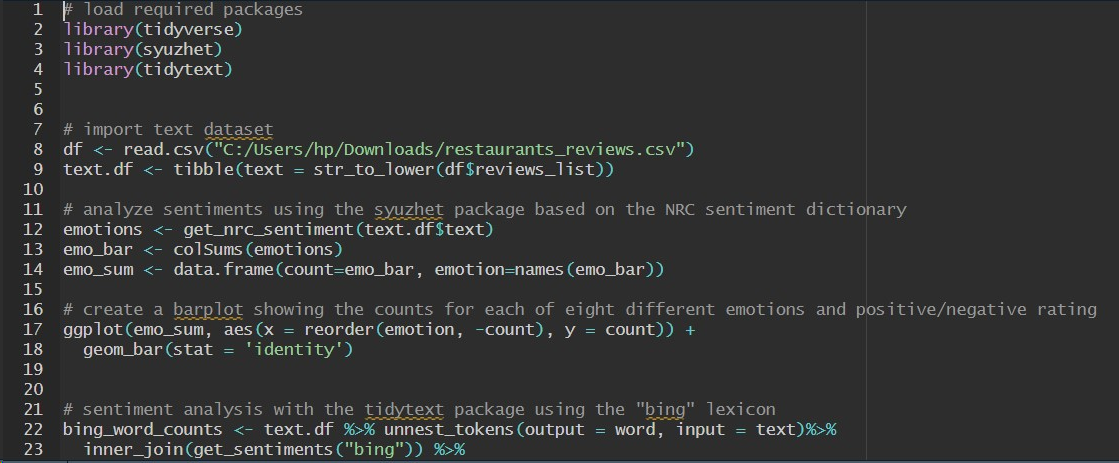 1 # load required packages
2 library(tidyverse)
3 library(syuzhet)
4 library(tidytext)
5
6
7 # import text dataset
8 df <- read.csv("C:/Users/hp/Downloads/restaurants_reviews.csv")
9 text.df <- tibble(text = str_to_lower(df$reviews_list))
10
11 # analyze sentiments using the syuzhet package based on the NRC sentiment dictionary
12 emotions <- get_nrc_sentiment(text.df$text)
13 emo_bar <- colSums(emotions)
14 emo_sum <- data.frame(count=emo_bar, emotion=names(emo_bar))
15
16 # create a barplot showing the counts for each of eight different emotions and positive/negative rating
17 ggplot(emo_sum, aes(x = reorder(emotion, -count), y = count)) +
18   geom_bar(stat = 'identity')
19
20
21 # sentiment analysis with the tidytext package using the "bing" lexicon
22 bing_word_counts <- text.df %>% unnest_tokens(output = word, input = text)%>%
23   inner_join(get_sentiments("bing")) %>%